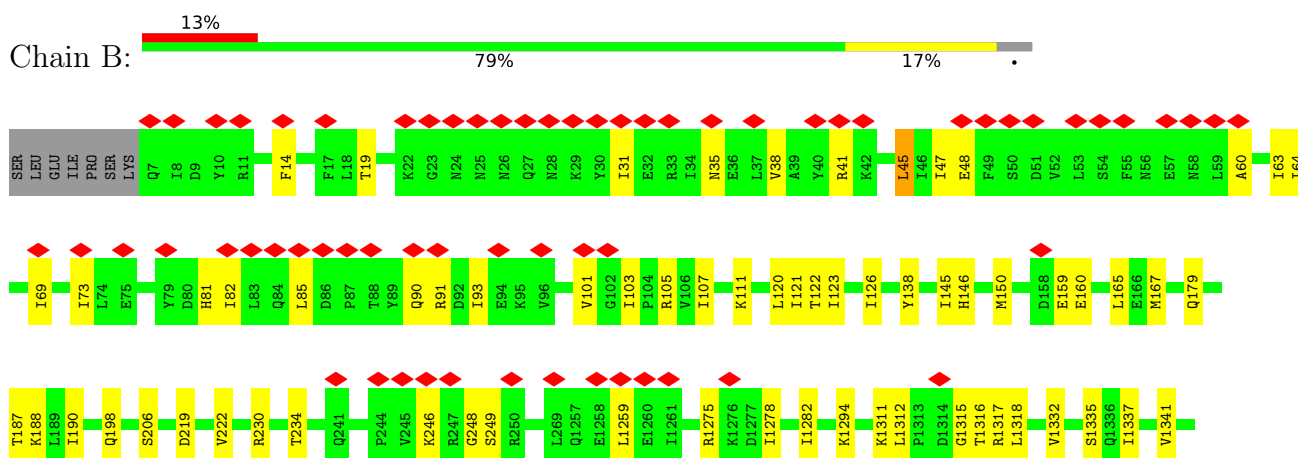 13%
Chain B:
79% 17% •
SER LEU GLU ILE PRO SER LYS Q7 I8 D9 Y10 R11 F14 F17 L18 T19 K22 G23 N24 N25 N26 Q27 N28 K29 Y30 I31 E32 R33 I34 N35 E36 L37 V38 A39 Y40 R41 K42 L45 I46 I47 E48 F49 S50 D51 V52 L53 S54 F55 N56 E57 N58 L59 A60 I63 I64
I69 I73 L74 E75 Y79 D80 H81 I82 L83 Q84 L85 D86 P87 T88 Y89 Q90 R91 D92 I93 E94 K95 V96 V101 G102 I103 P104 R105 V106 I107 K111 L120 I121 T122 I123 I126 Y138 I145 H146 M150 D158 E159 E160 L165 E166 M167 Q179
T187 K188 L189 I190 Q198 S206 D219 V222 R230 T234 Q241 P244 V245 K246 R247 G248 S249 R250 L269 Q1257 E1258 L1259 E1260 I1261 R1275 K1276 D1277 I1278 I1282 K1294 K1311 L1312 P1313 D1314 G1315 T1316 R1317 L1318 V1332 S1335 Q1336 I1337 V1341